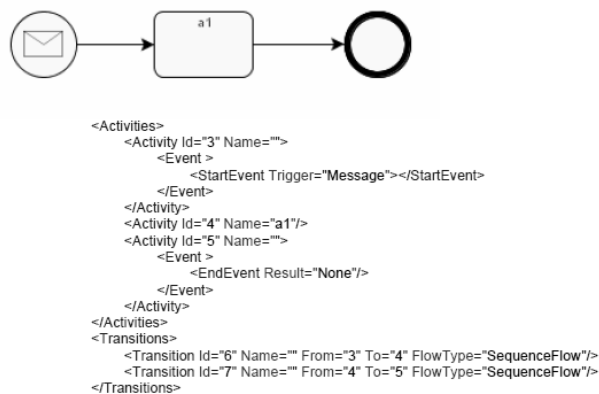 a1
<Activities>
<Activity Id="3" Name="">
<Event >
<StartEvent Trigger="Message"></StartEvent>
</Event>
</Activity>
<Activity Id="4" Name="a1"/>
<Activity Id="5" Name="">
<Event >
<EndEvent Result="None"/>
</Event>
</Activity>
</Activities>
<Transitions>
<Transition Id="6" Name="" From="3" To="4" FlowType="SequenceFlow"/>
<Transition Id="7" Name="" From="4" To="5" FlowType="SequenceFlow"/>
</Transitions>